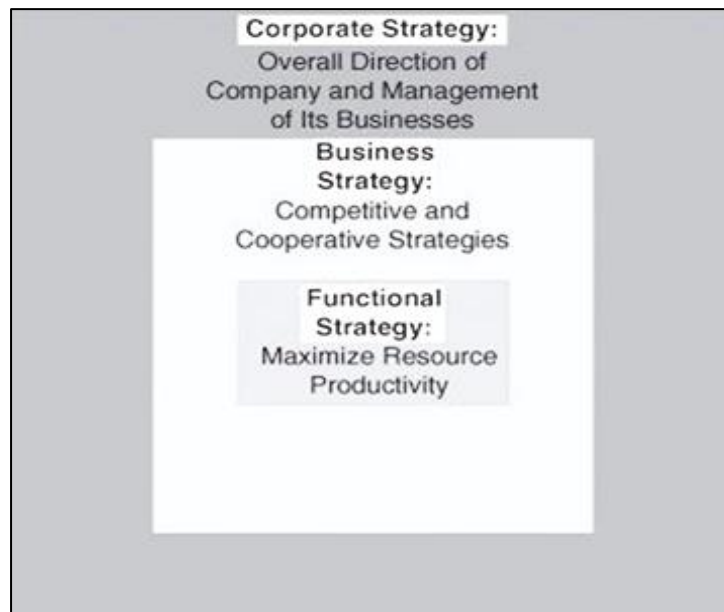 Corporate Strategy:
Overall Direction of
Company and Management
of Its Businesses
Business
Strategy:
Competitive and
Cooperative Strategies
Functional
Strategy:
Maximize Resource
Productivity